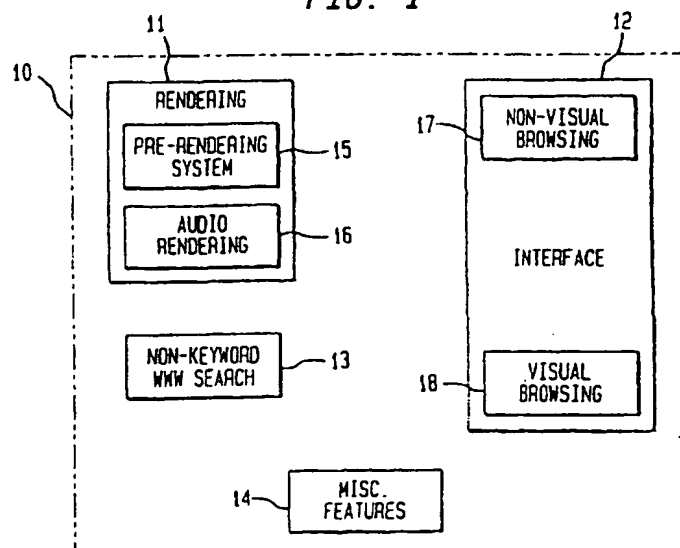 FIG. 1
11
12
10
RENDERING
PRE-RENDERING
SYSTEM
15
AUDIO
RENDERING
16
17
NON-VISUAL
BROWSING
INTERFACE
NON-KEYWORD
WWW SEARCH
13
18
VISUAL
BROWSING
14
MISC.
FEATURES